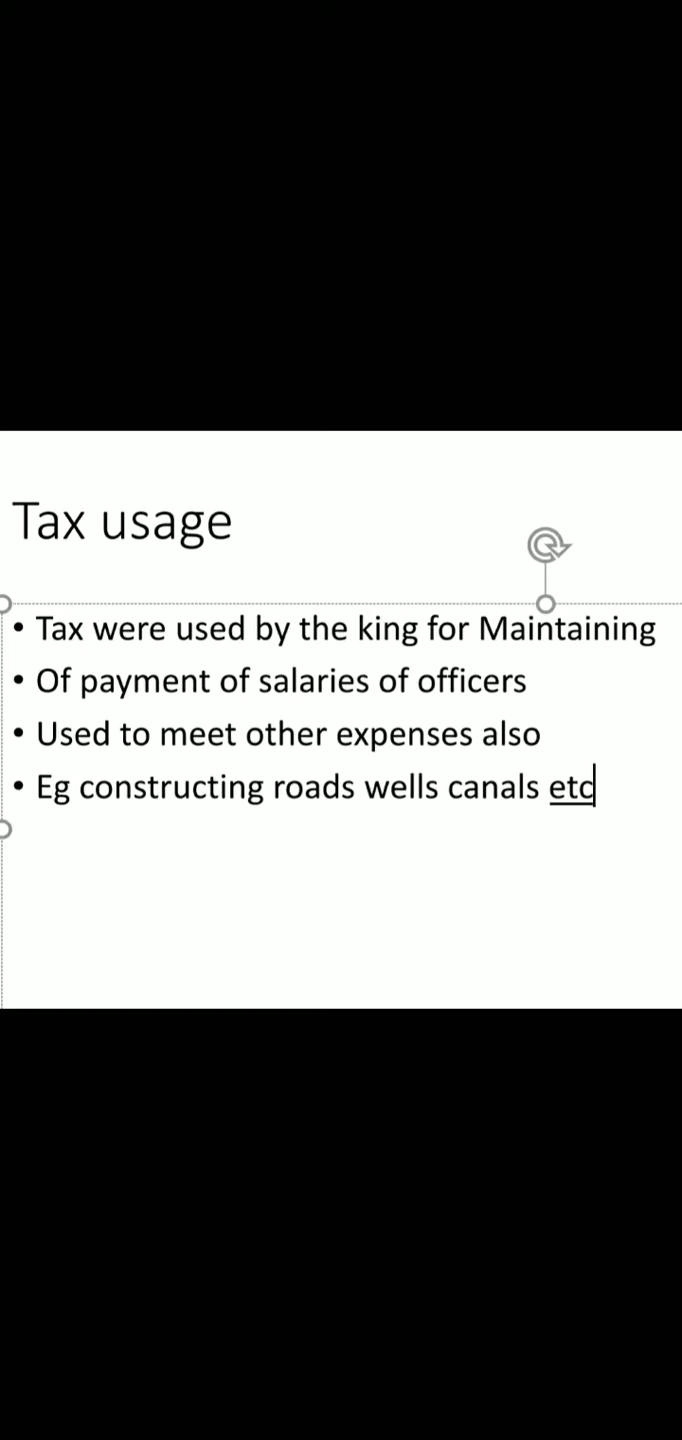 Tax usage
• Tax were used by the king for Maintaining
• Of payment of salaries of officers
• Used to meet other expenses also
• Eg constructing roads wells canals etc